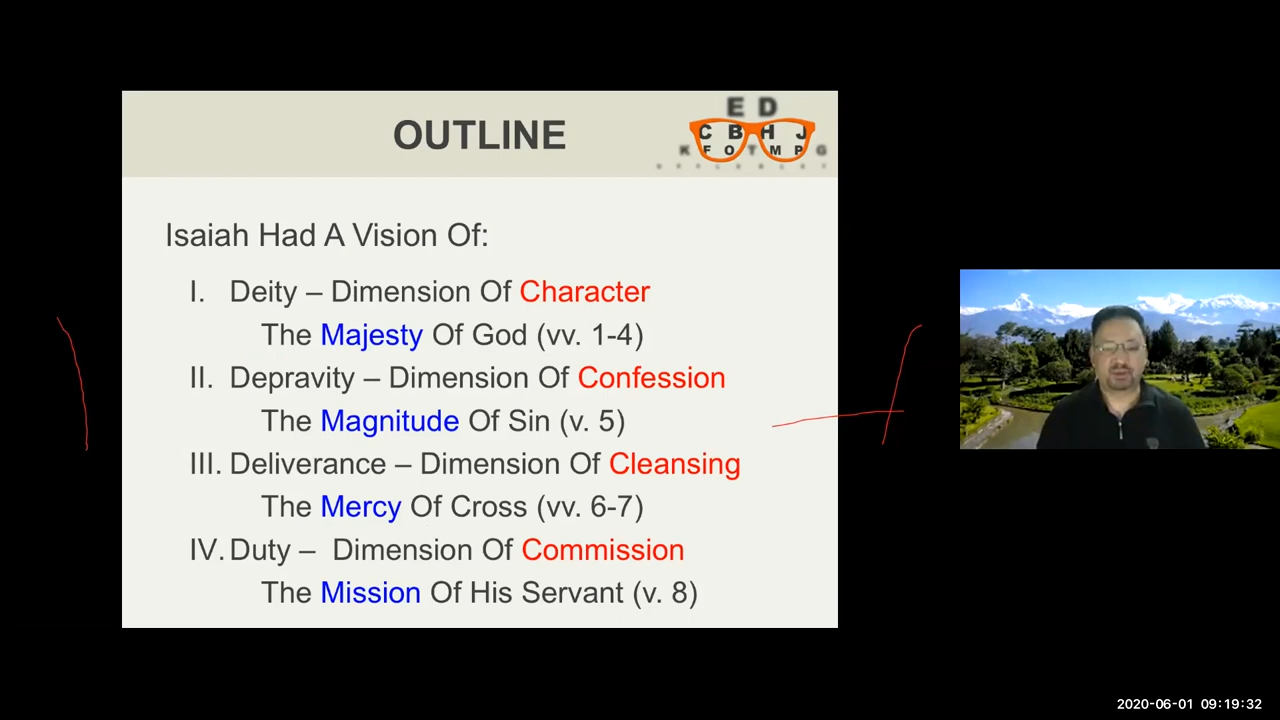 OUTLINE
E D
C B H J
K F O T M P G
Isaiah Had A Vision Of:
I. Deity – Dimension Of Character
The Majesty Of God (vv. 1-4)
II. Depravity – Dimension Of Confession
The Magnitude Of Sin (v. 5)
III. Deliverance – Dimension Of Cleansing
The Mercy Of Cross (vv. 6-7)
IV. Duty – Dimension Of Commission
The Mission Of His Servant (v. 8)
2020-06-01 09:19:32